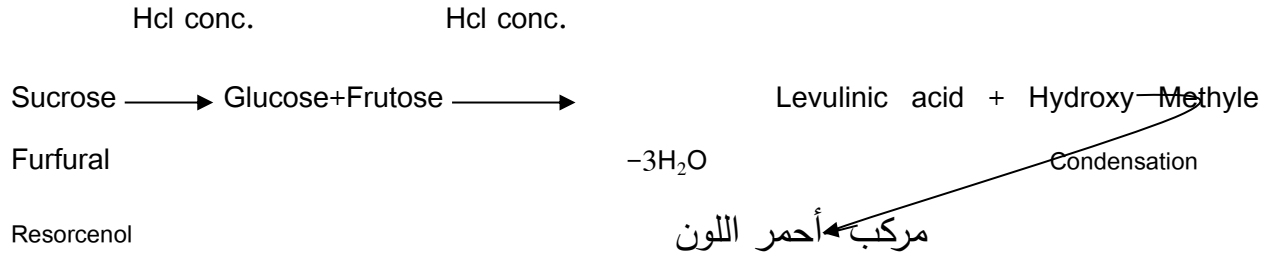 Hcl conc. Hcl conc.
Sucrose Glucose+Frutose Levulinic acid + Hydroxy Methyle
Furfural −3H₂O Condensation
Resorcenol مركب أحمر اللون